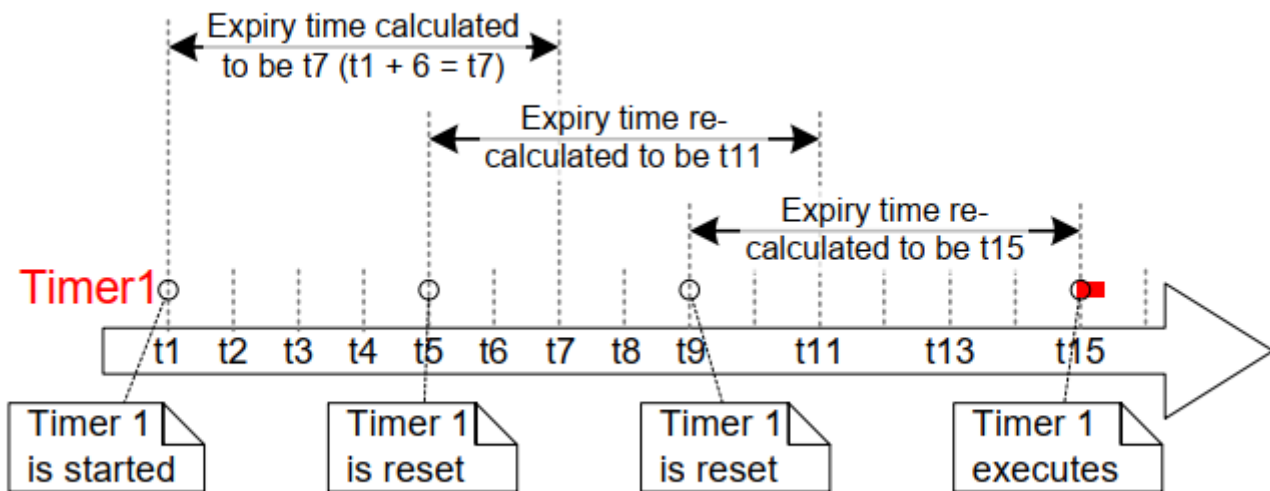 Expiry time calculated
to be t7 (t1 + 6 = t7)
Expiry time re-
calculated to be t11
Expiry time re-
calculated to be t15
Timer1
t1 t2 t3 t4 t5 t6 t7 t8 t9 t11 t13 t15
Timer 1
is started
Timer 1
is reset
Timer 1
is reset
Timer 1
executes